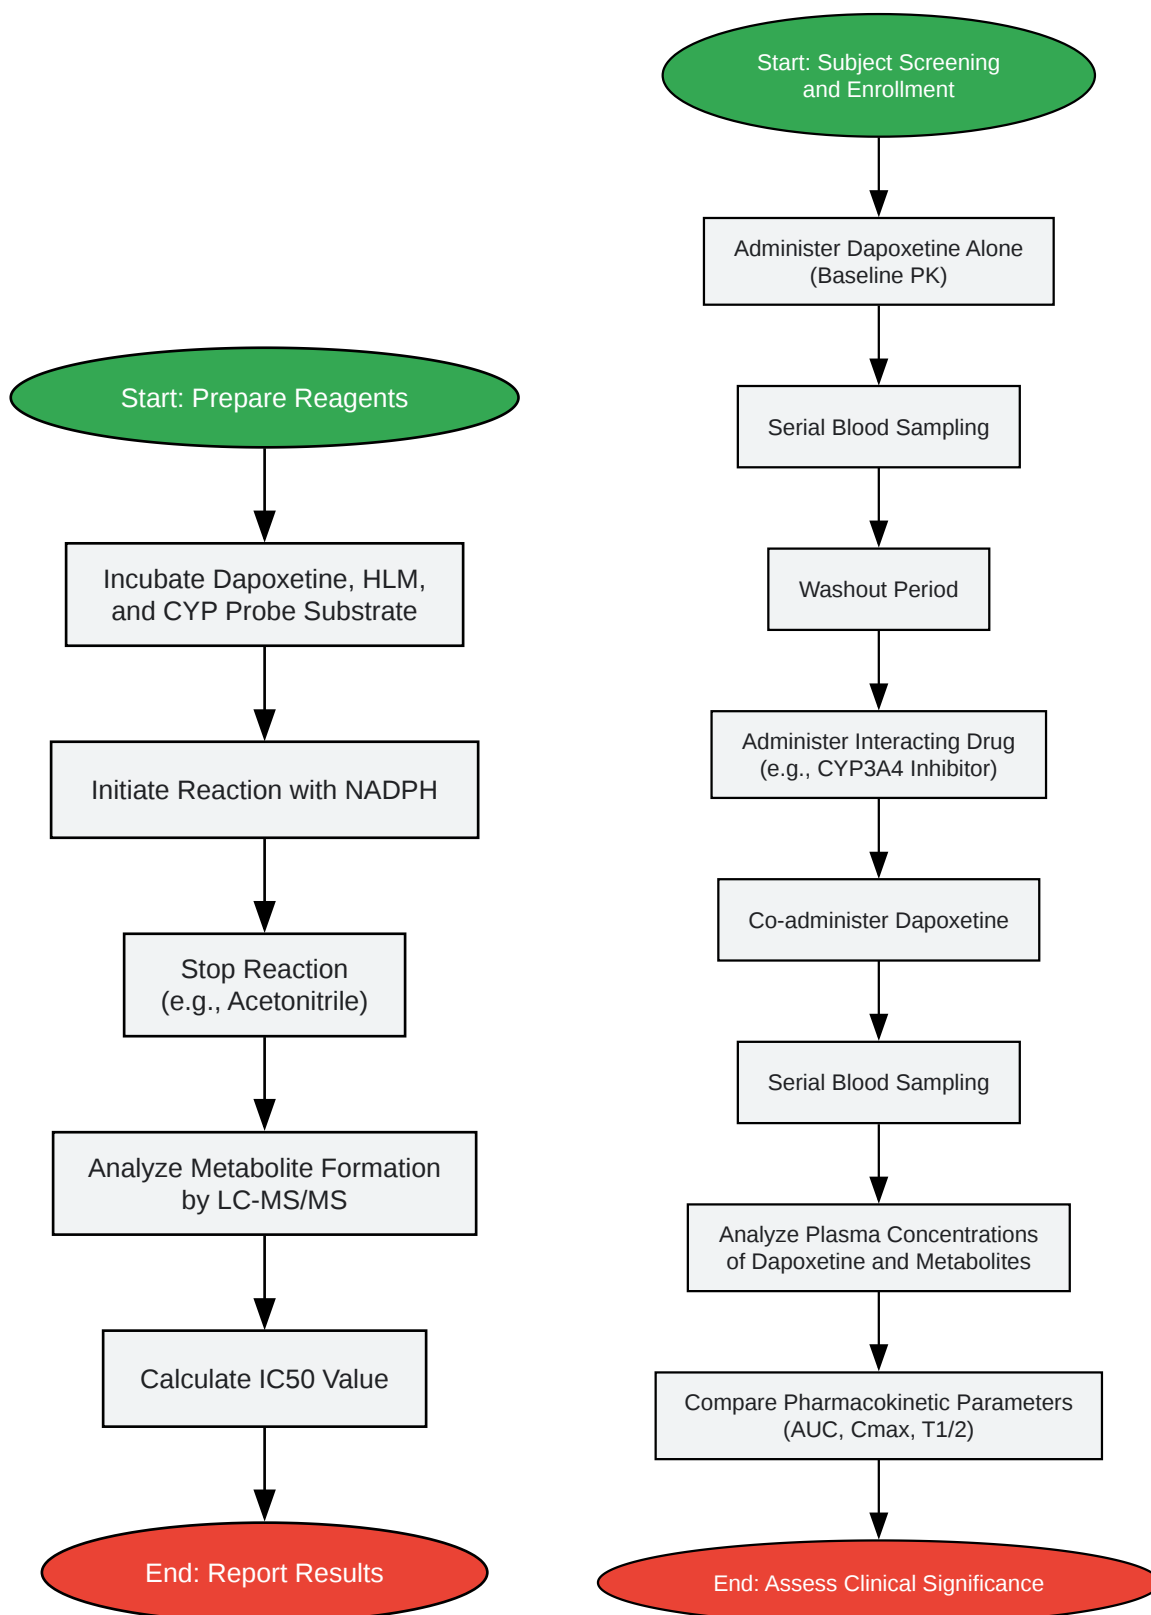 Start: Prepare Reagents
Incubate Dapoxetine, HLM,
and CYP Probe Substrate
Initiate Reaction with NADPH
Stop Reaction
(e.g., Acetonitrile)
Analyze Metabolite Formation
by LC-MS/MS
Calculate IC50 Value
End: Report Results
Start: Subject Screening
and Enrollment
Administer Dapoxetine Alone
(Baseline PK)
Serial Blood Sampling
Washout Period
Administer Interacting Drug
(e.g., CYP3A4 Inhibitor)
Co-administer Dapoxetine
Serial Blood Sampling
Analyze Plasma Concentrations
of Dapoxetine and Metabolites
Compare Pharmacokinetic Parameters
(AUC, Cmax, T1/2)
End: Assess Clinical Significance